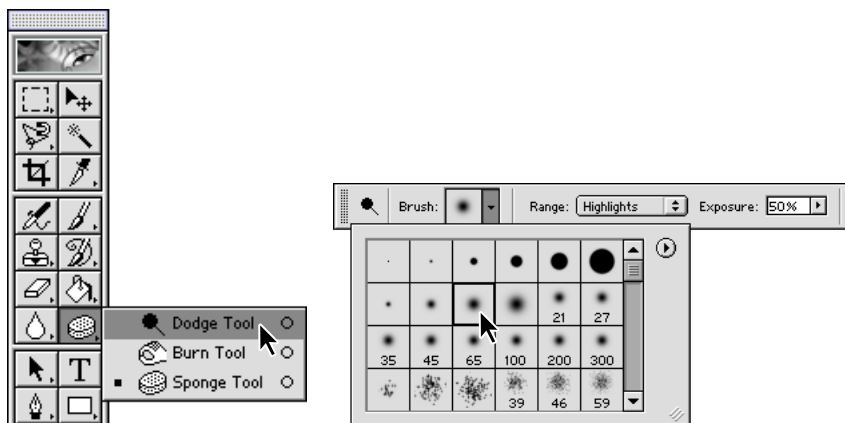 Brush:
Range: Highlights
Exposure: 50%
21 27
35 45 65 100 200 300
39 46 59
Dodge Tool O
Burn Tool O
Sponge Tool O
T